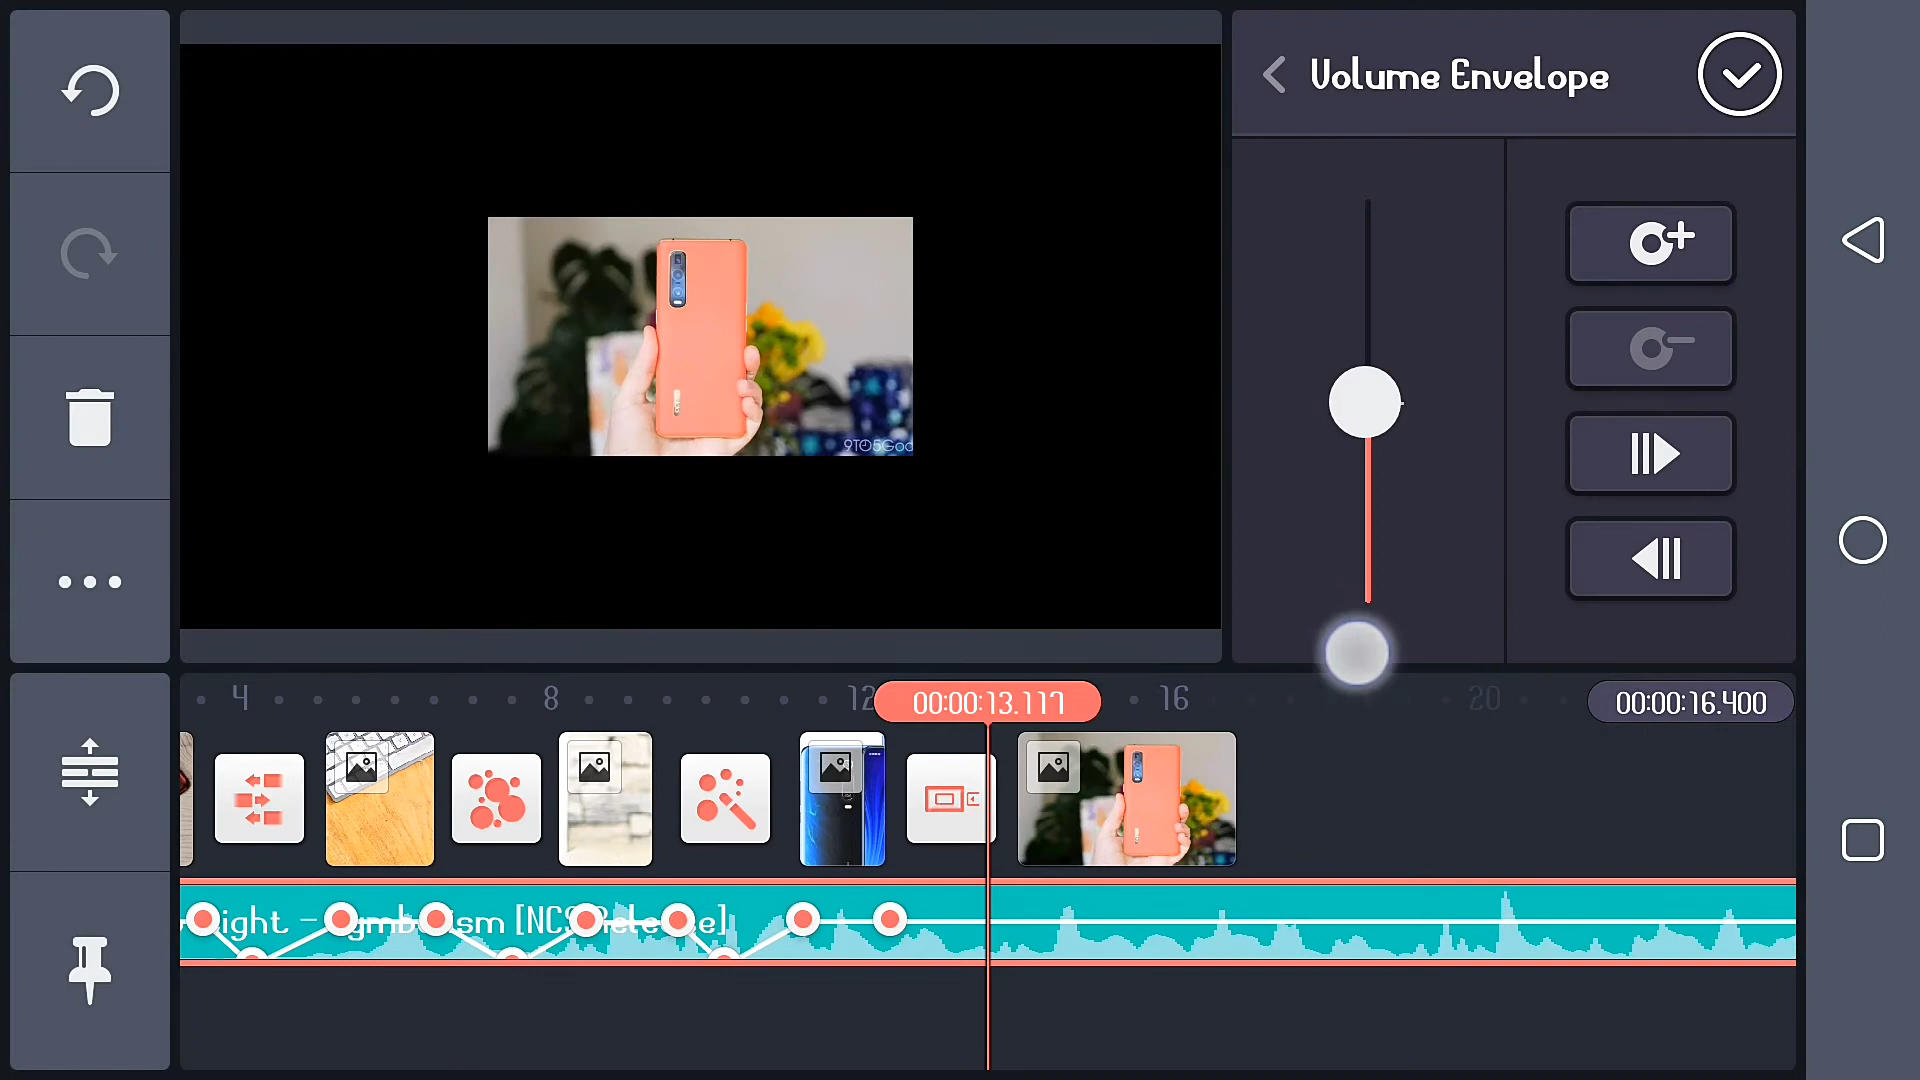 Volume Envelope
9TO5Goo
4
8
12
00:00:13.117
16
20
00:00:16.400
ight - Symbolism [NCS Release]